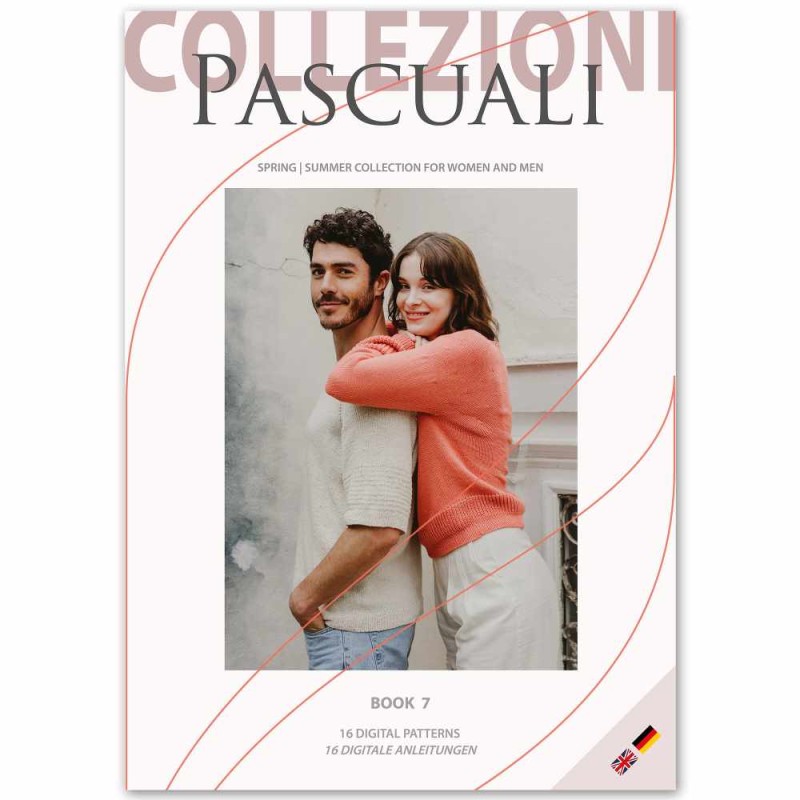 COLLEZIONI
PASCUALI
SPRING | SUMMER COLLECTION FOR WOMEN AND MEN
BOOK 7
16 DIGITAL PATTERNS
16 DIGITALE ANLEITUNGEN